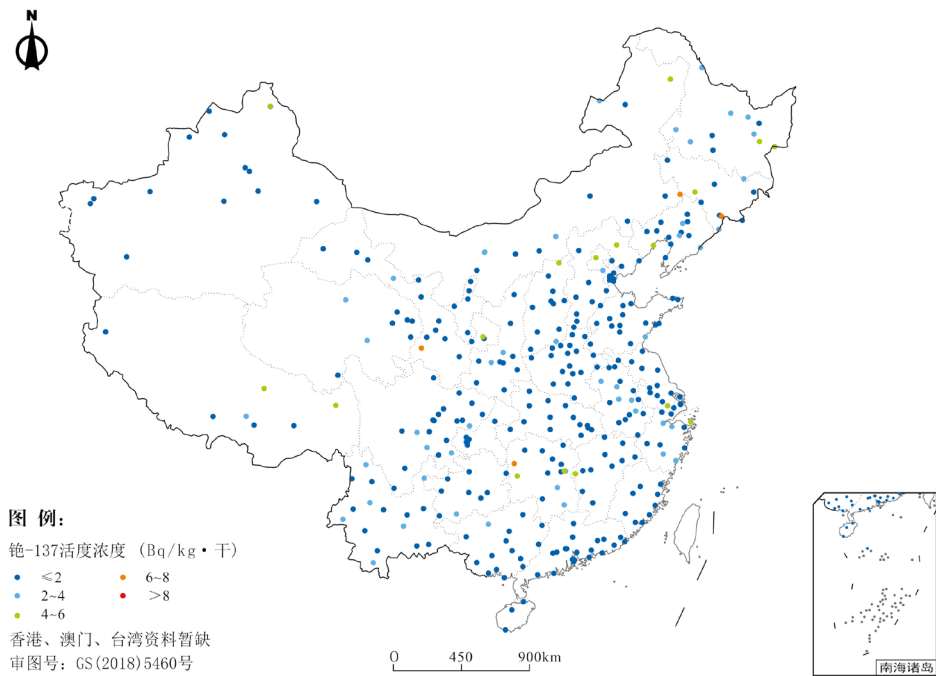 N
图 例：
铯-137活度浓度 (Bq/kg·干)
≤2
6~8
2~4
>8
4~6
香港、澳门、台湾资料暂缺
审图号：GS(2018)5460号
0 450 900km
南海诸岛